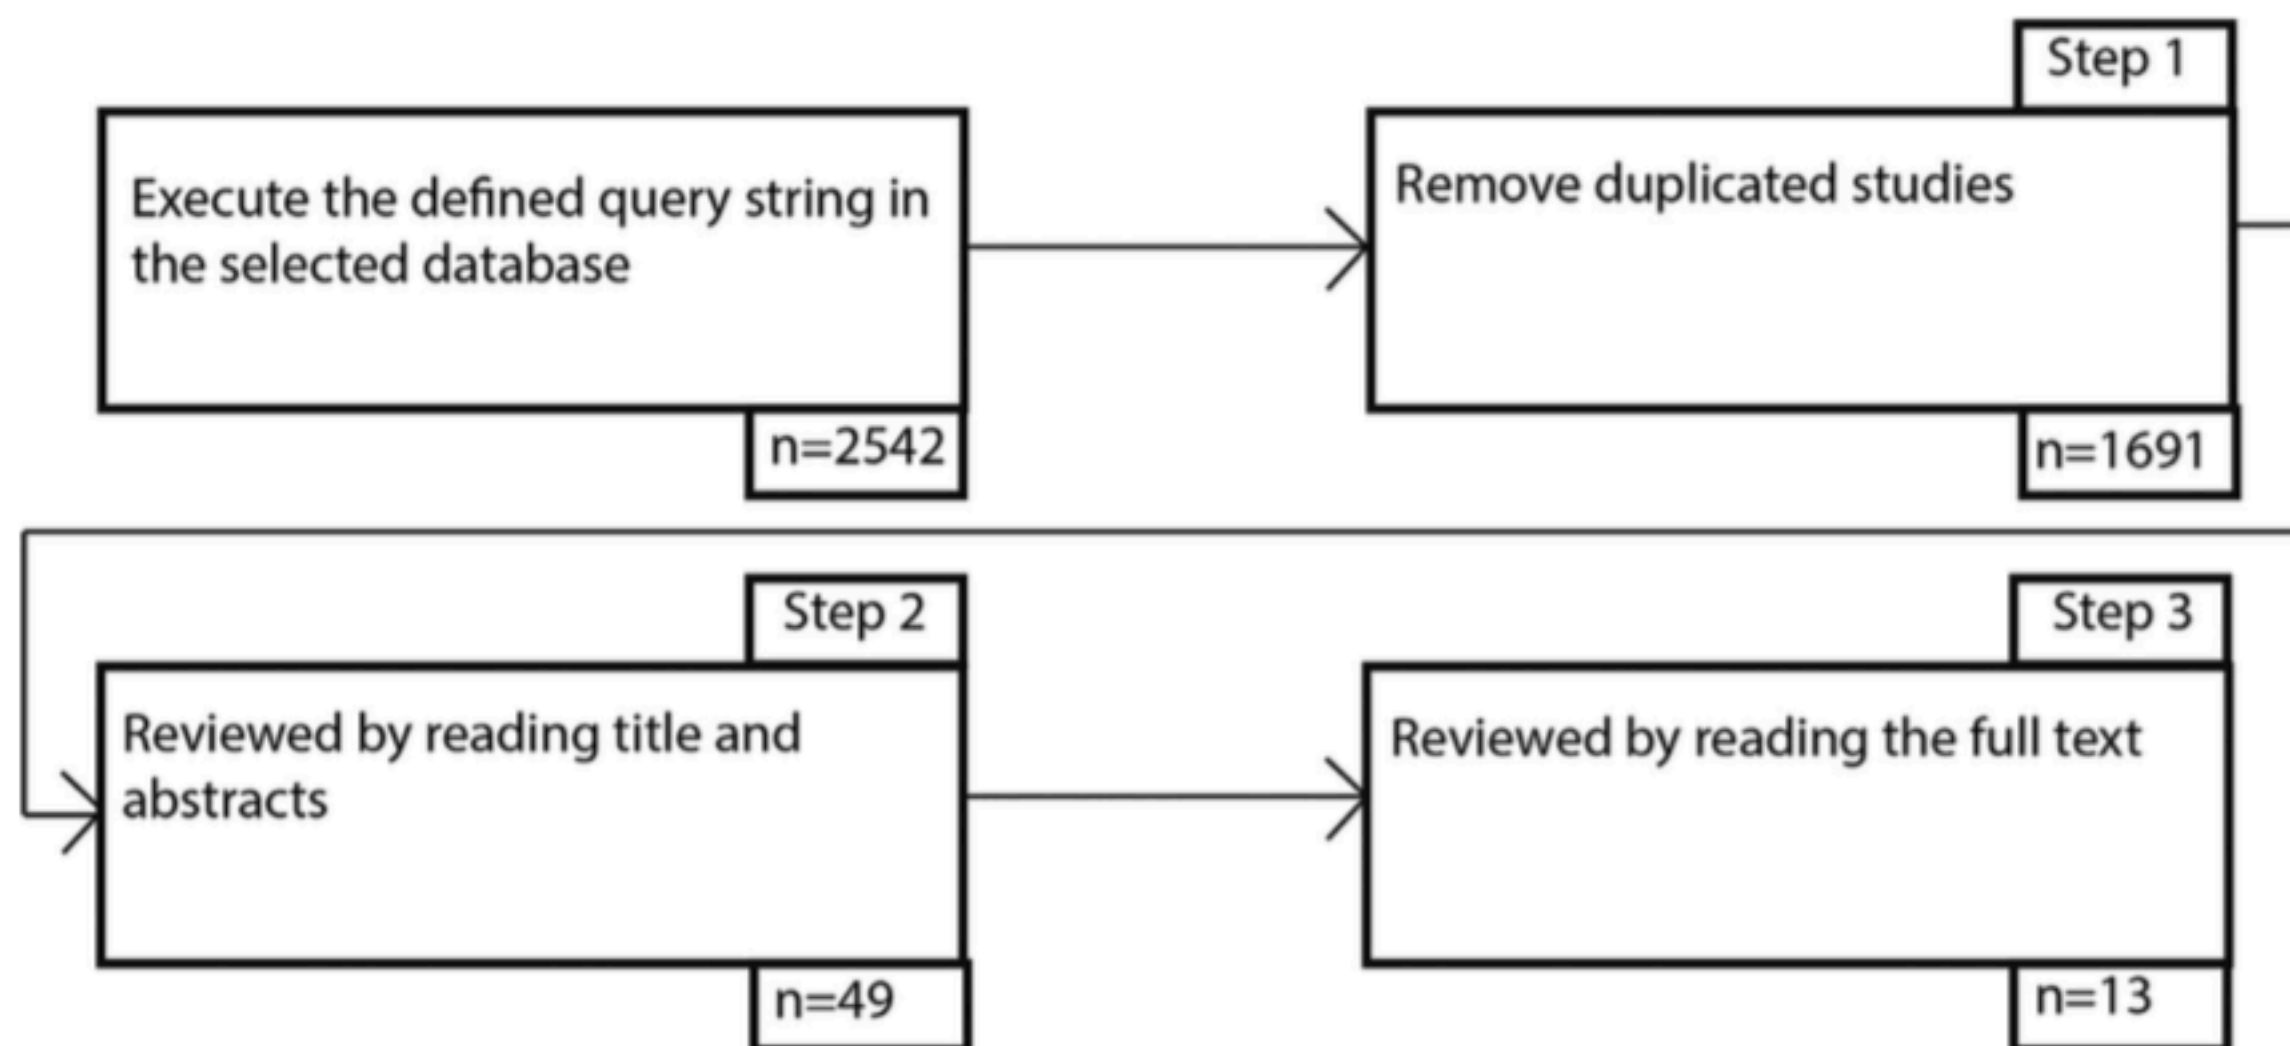 Execute the defined query string in
the selected database
n=2542
Step 1
Remove duplicated studies
n=1691
Step 2
Reviewed by reading title and
abstracts
n=49
Step 3
Reviewed by reading the full text
n=13